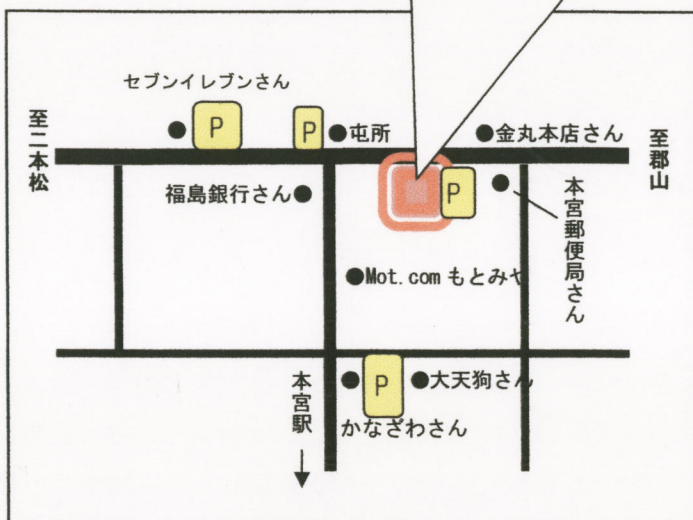 セブンイレブンさん
P
P
屯所
金丸本店さん
至二本松
至郡山
福島銀行さん
P
本宮郵便局さん
Mot.com もとみや
本宮駅
P
大天狗さん
かなざわさん